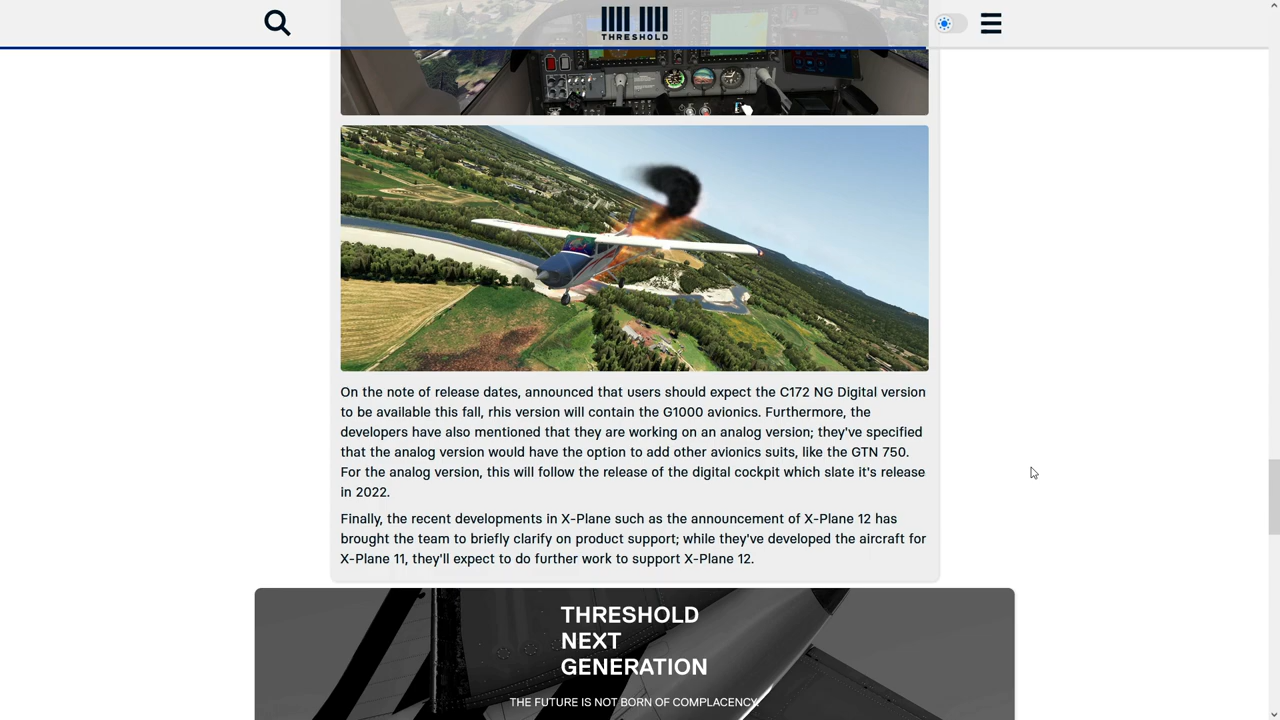 THRESHOLD
On the note of release dates, announced that users should expect the C172 NG Digital version
to be available this fall, rhis version will contain the G1000 avionics. Furthermore, the
developers have also mentioned that they are working on an analog version; they've specified
that the analog version would have the option to add other avionics suits, like the GTN 750.
For the analog version, this will follow the release of the digital cockpit which slate it's release
in 2022.
Finally, the recent developments in X-Plane such as the announcement of X-Plane 12 has
brought the team to briefly clarify on product support; while they've developed the aircraft for
X-Plane 11, they'll expect to do further work to support X-Plane 12.
THRESHOLD
NEXT
GENERATION
THE FUTURE IS NOT BORN OF COMPLACENCY.